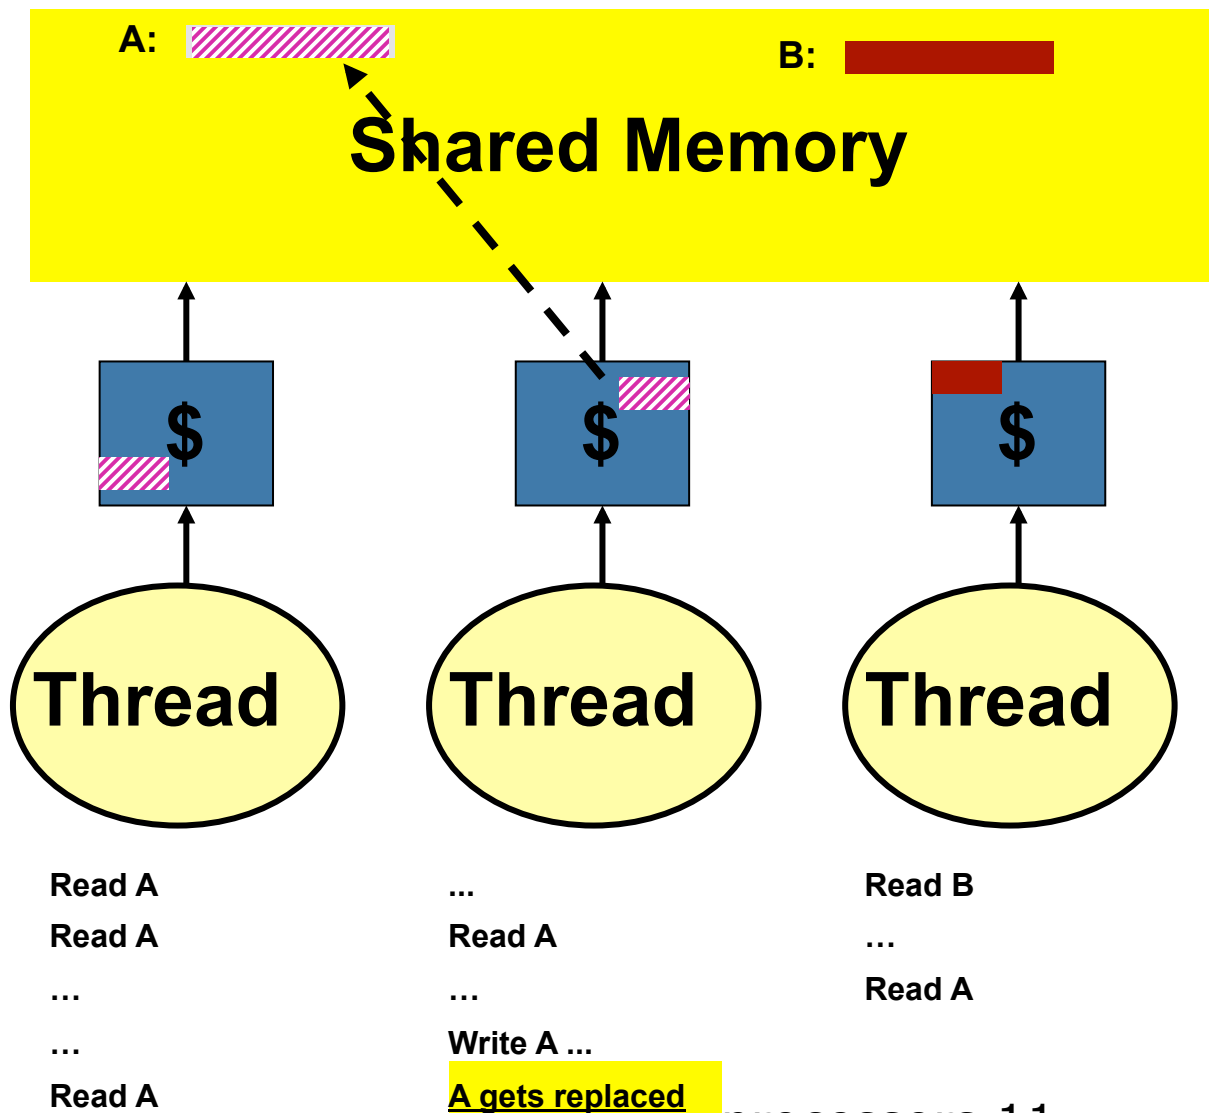 A:
B:
Shared Memory
$ $ $
Thread Thread Thread
Read A ... Read B
Read A Read A …
… … Read A
… Write A ...
Read A A gets replaced